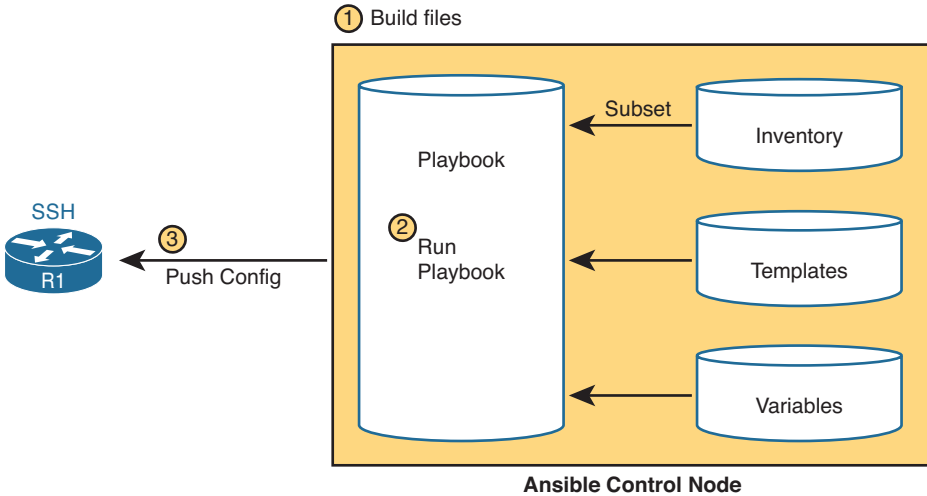 1 Build files
Subset
Inventory
Playbook
SSH
3
2
Run
Playbook
Templates
R1
Push Config
Variables
Ansible Control Node